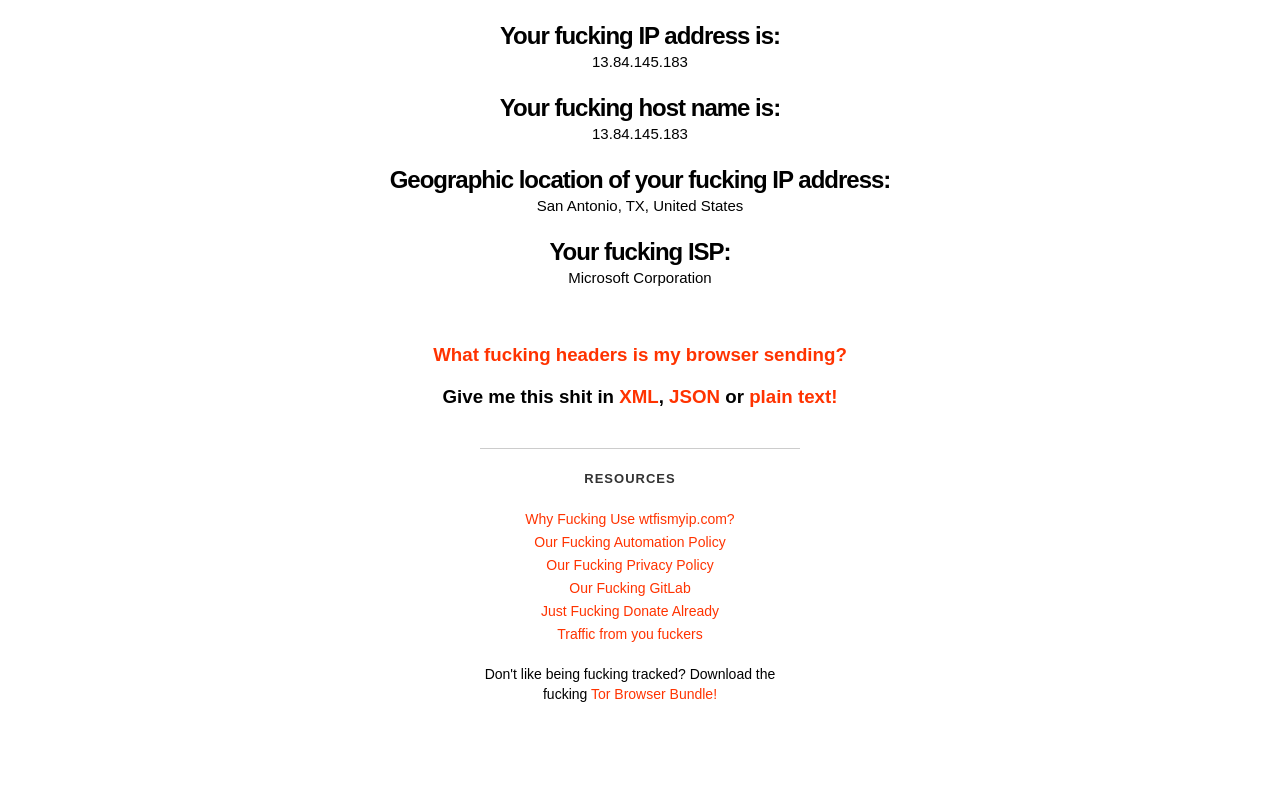 Your fucking IP address is:
13.84.145.183
Your fucking host name is:
13.84.145.183
Geographic location of your fucking IP address:
San Antonio, TX, United States
Your fucking ISP:
Microsoft Corporation
What fucking headers is my browser sending?
Give me this shit in XML, JSON or plain text!
RESOURCES
Why Fucking Use wtfismyip.com?
Our Fucking Automation Policy
Our Fucking Privacy Policy
Our Fucking GitLab
Just Fucking Donate Already
Traffic from you fuckers
Don't like being fucking tracked? Download the
fucking Tor Browser Bundle!